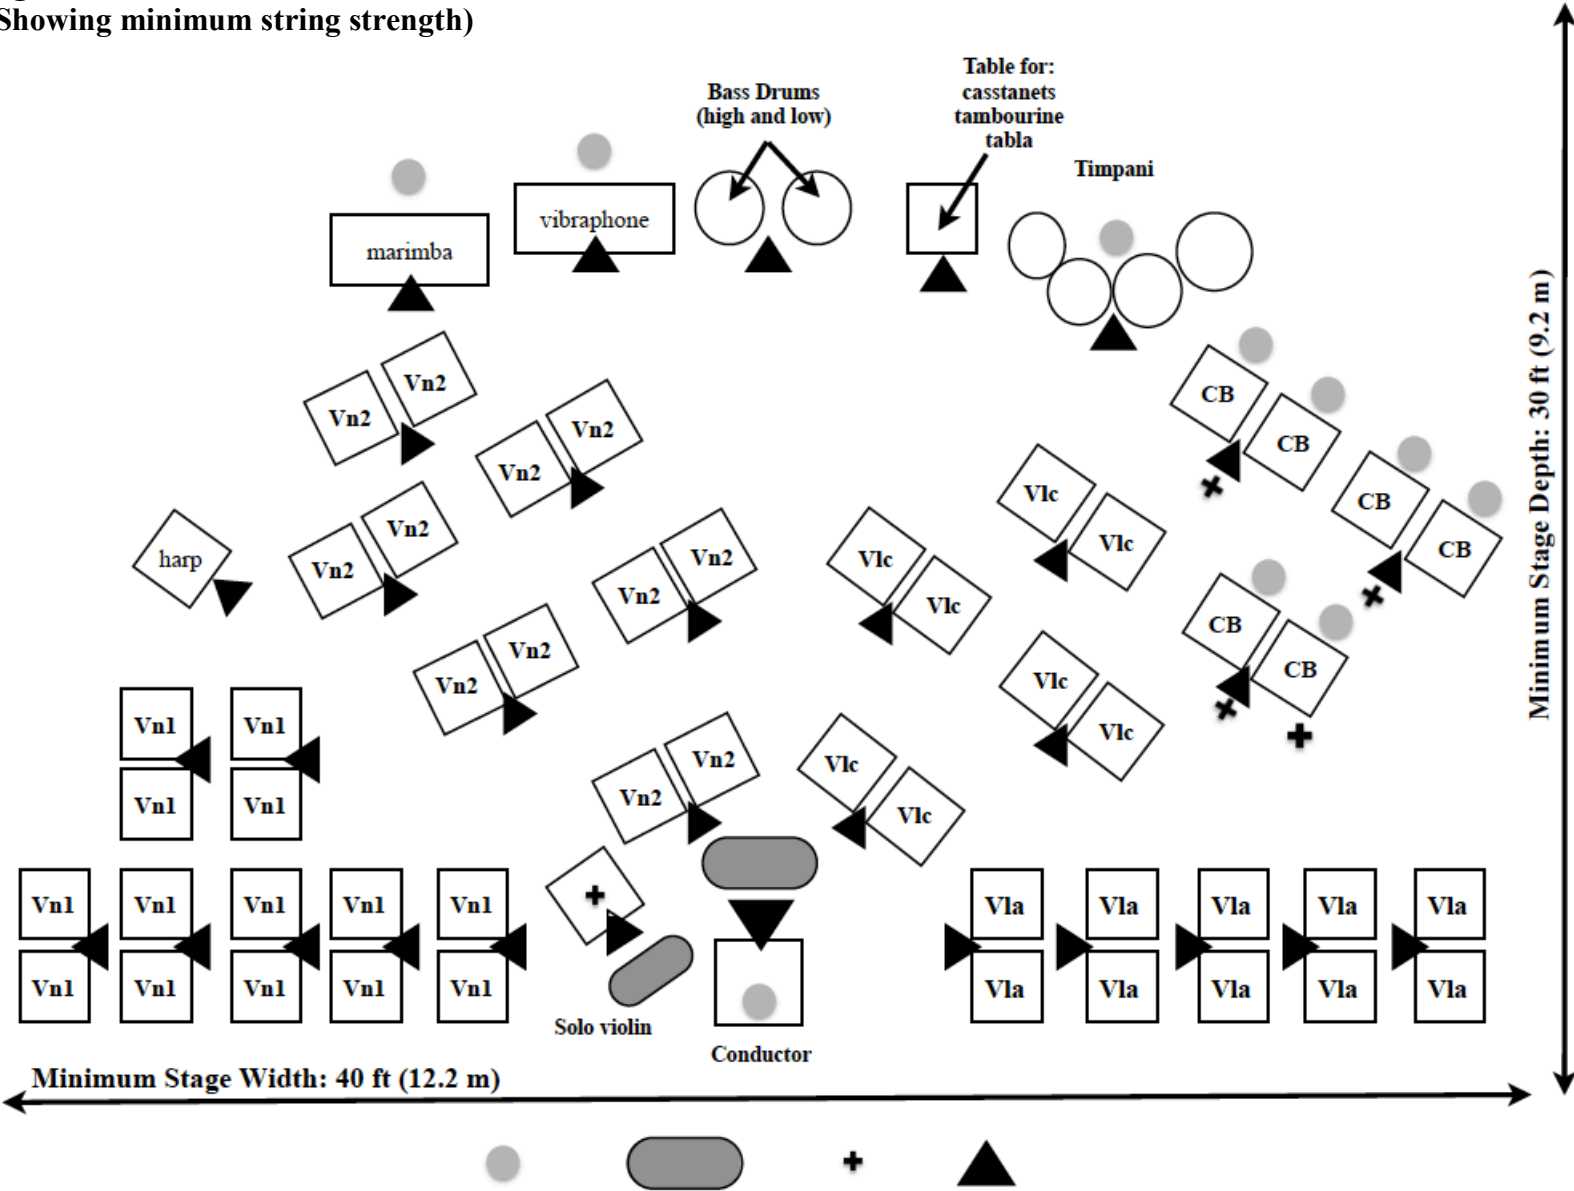 Showing minimum string strength)
Table for:
casstanets
tambourine
tabla
Bass Drums
(high and low)
Timpani
vibraphone
marimba
Vn2
Vn2
CB
CB
Vn2
Vn2
Vlc
Vlc
CB
CB
Vn2
Vn2
harp
Vn2
Vn2
Vlc
Vlc
CB
CB
Vn2
Vn2
Vlc
Vlc
Vn1
Vn1
Vn1
Vn1
Vn2
Vn2
Vlc
Vlc
Vn1
Vn1
Vn1
Vn1
Vn1
Vla
Vla
Vla
Vla
Vla
Vn1
Vn1
Vn1
Vn1
Vn1
Vla
Vla
Vla
Vla
Vla
Solo violin
Conductor
Minimum Stage Width: 40 ft (12.2 m)
Minimum Stage Depth: 30 ft (9.2 m)